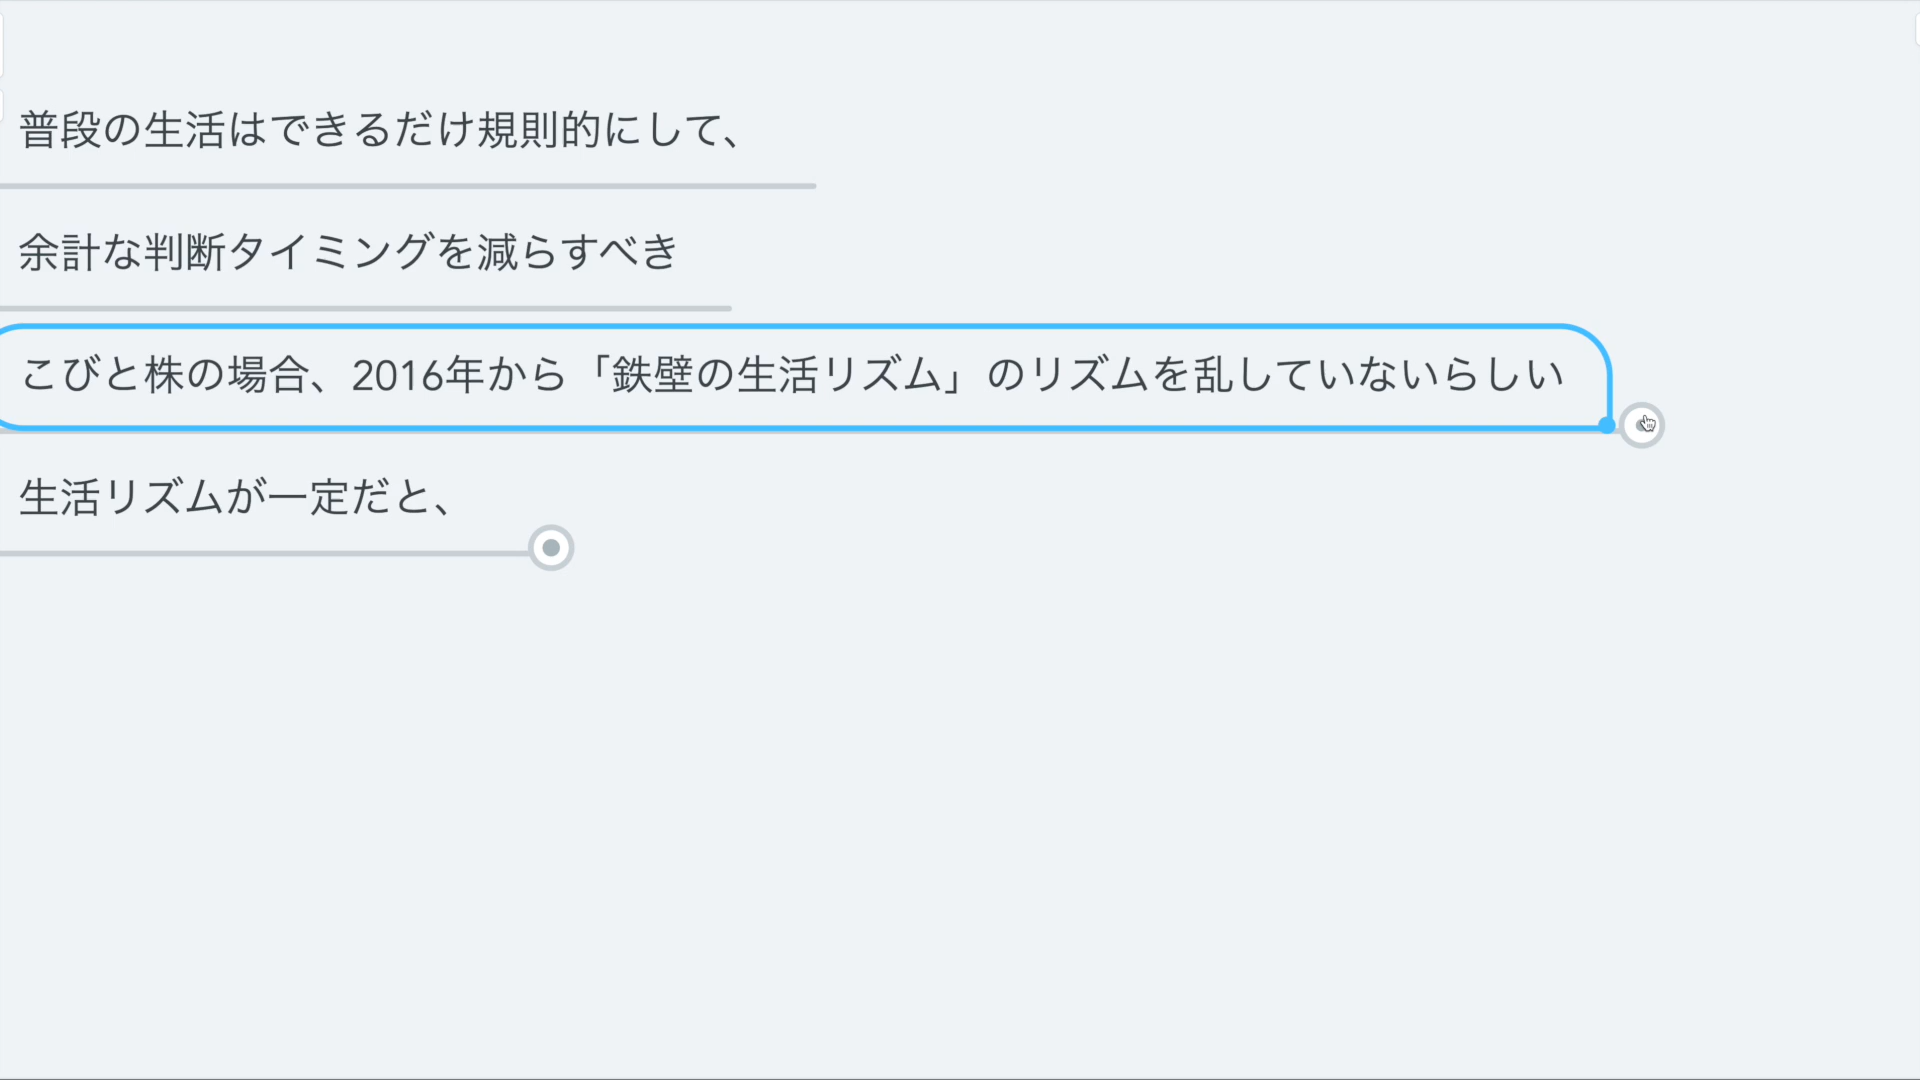 普段の生活はできるだけ規則的にして、
余計な判断タイミングを減らすべき
こびと株の場合、2016年から「鉄壁の生活リズム」のリズムを乱していないらしい
生活リズムが一定だと、